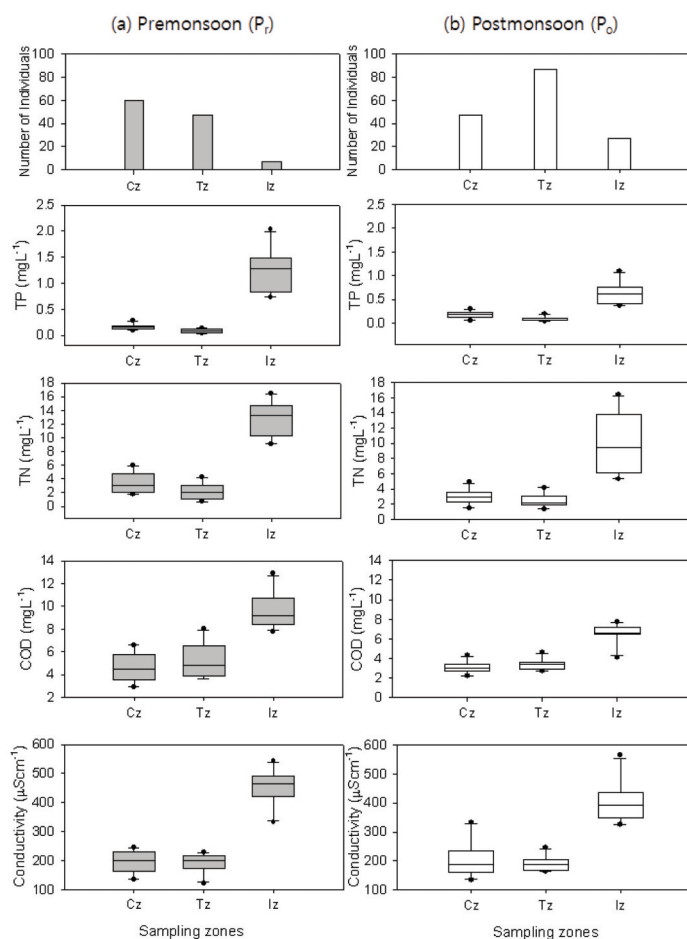 (a) Premonsoon (Pr)
(b) Postmonsoon (Po)
Number of Individuals
100
80
60
40
20
0
Cz Tz Iz
Number of Individuals
100
80
60
40
20
0
Cz Tz Iz
TP (mgL-1)
2.5
2.0
1.5
1.0
0.5
0.0
Cz Tz Iz
TP (mgL-1)
2.5
2.0
1.5
1.0
0.5
0.0
Cz Tz Iz
TN (mgL-1)
18
16
14
12
10
8
6
4
2
0
Cz Tz Iz
TN (mgL-1)
18
16
14
12
10
8
6
4
2
0
Cz Tz Iz
COD (mgL-1)
14
12
10
8
6
4
2
Cz Tz Iz
COD (mgL-1)
14
12
10
8
6
4
2
0
Cz Tz Iz
Conductivity (μScm-1)
600
500
400
300
200
100
Cz Tz Iz
Sampling zones
Conductivity (μScm-1)
600
500
400
300
200
100
Cz Tz Iz
Sampling zones